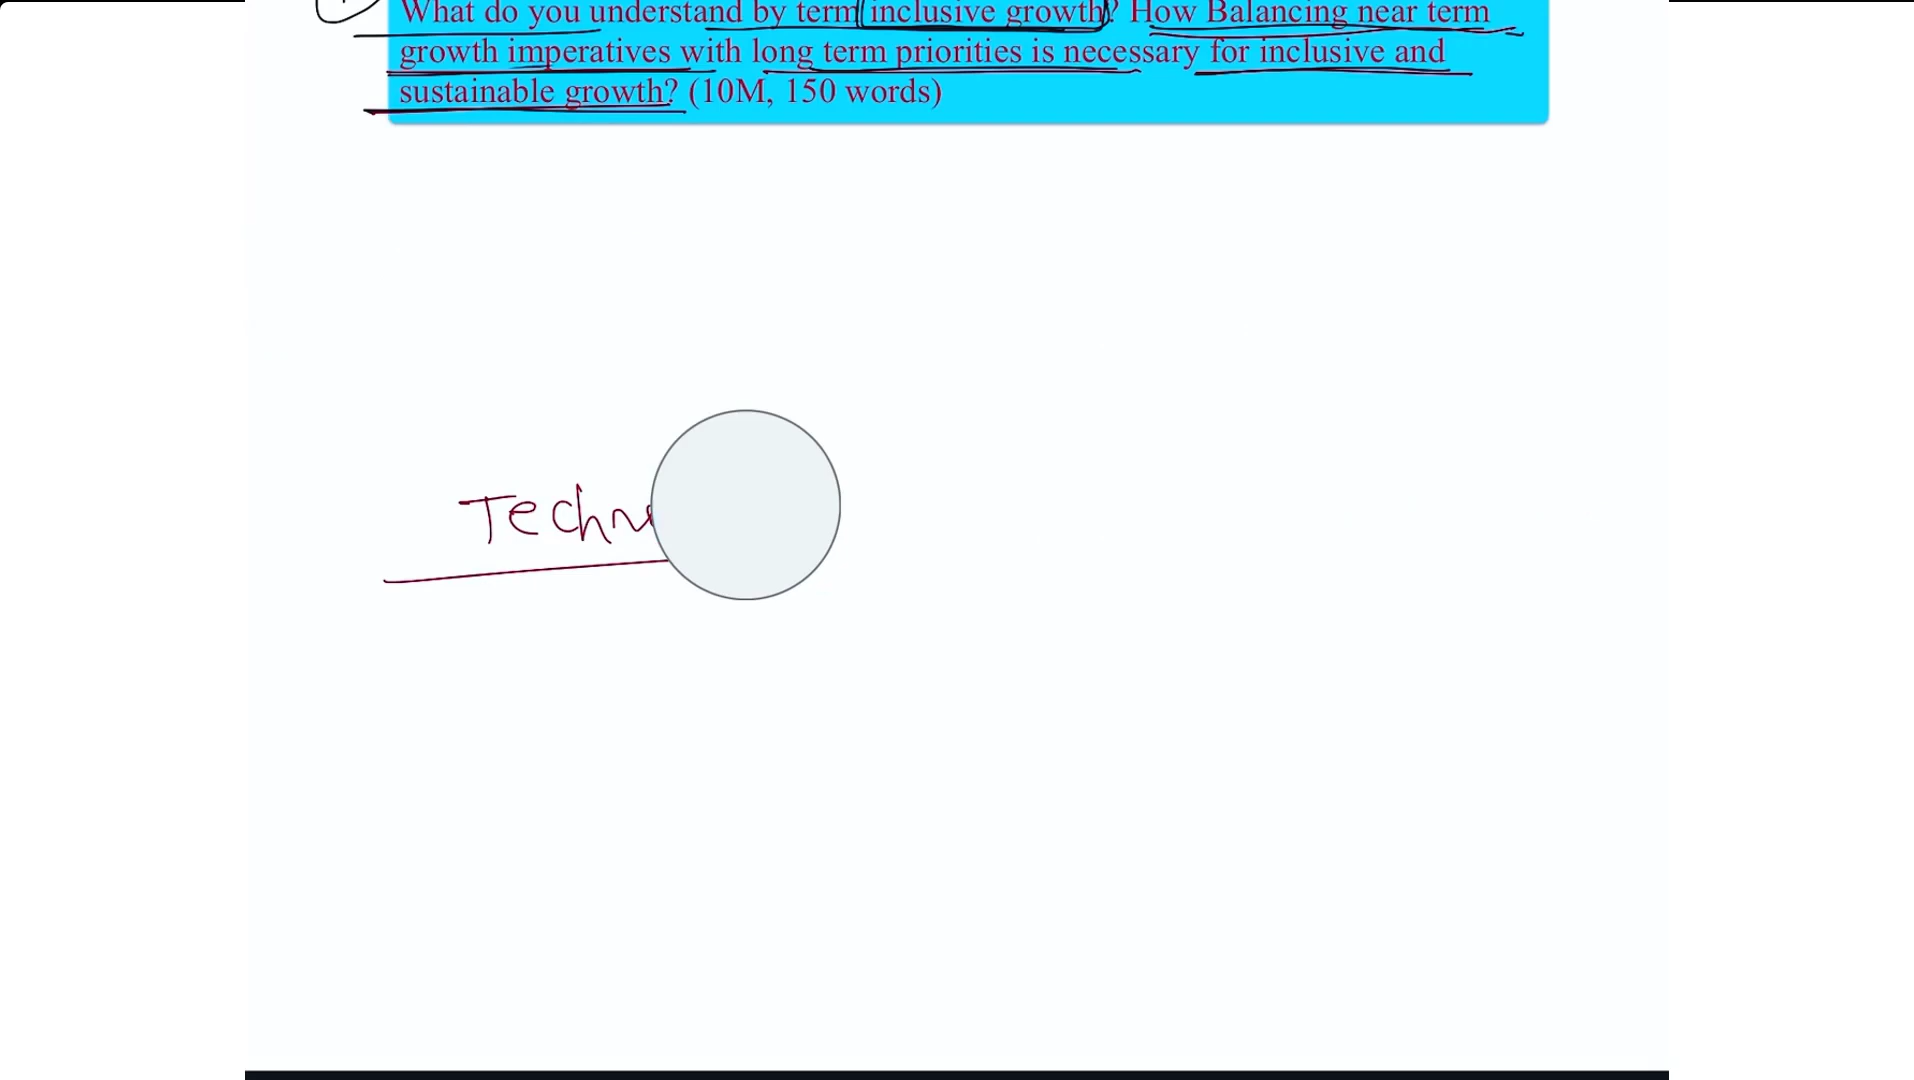 What do you understand by term inclusive growth? How Balancing near term
growth imperatives with long term priorities is necessary for inclusive and
sustainable growth? (10M, 150 words)
Techn